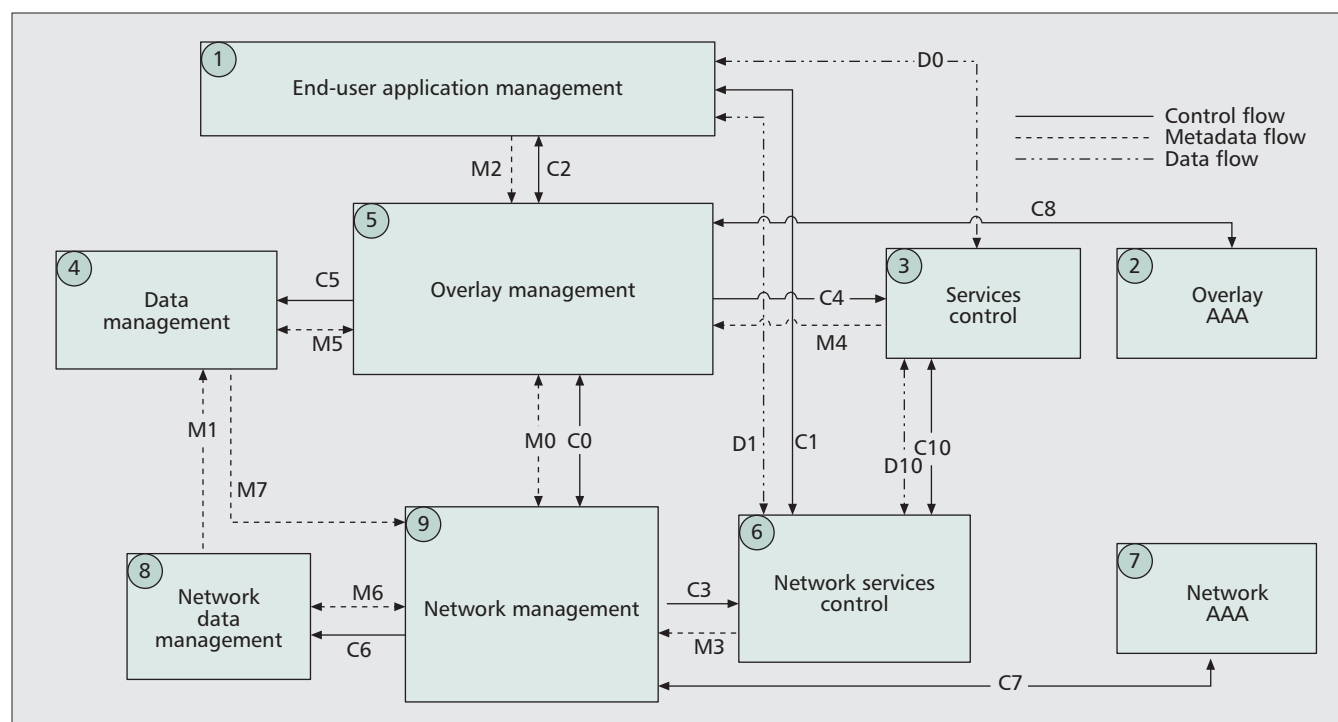 1
End-user application management
D0
Control flow
Metadata flow
Data flow
M2
C2
5
Overlay management
C8
4
Data
management
C5
M5
C4
M4
3
Services
control
2
Overlay
AAA
M1
M7
M0
C0
D1
C1
D10
C10
9
Network management
8
Network
data
management
M6
C6
C3
M3
6
Network services
control
7
Network
AAA
C7